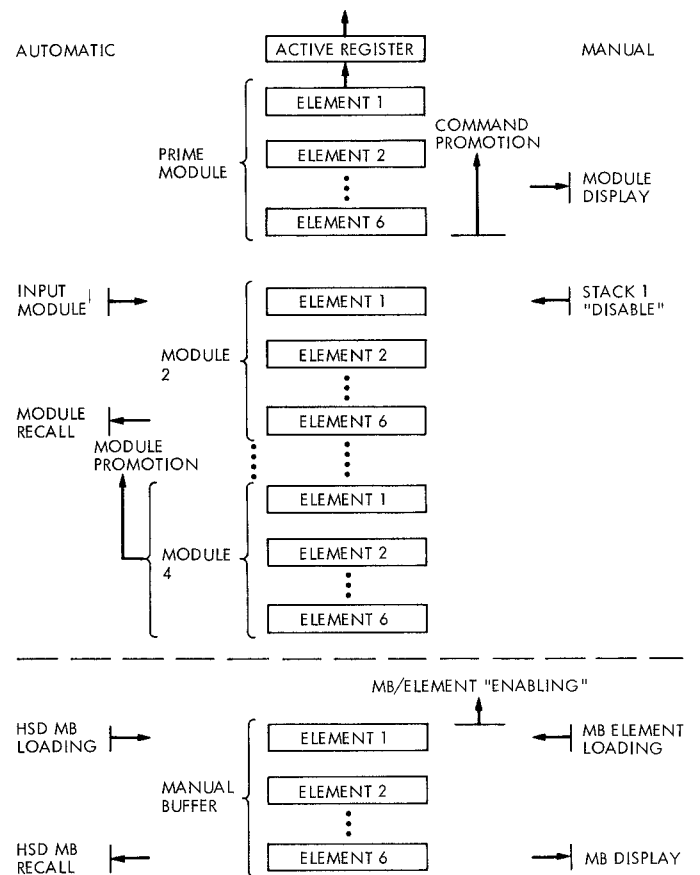 AUTOMATIC
ACTIVE REGISTER
MANUAL
PRIME
MODULE
ELEMENT 1
ELEMENT 2
ELEMENT 6
COMMAND
PROMOTION
MODULE
DISPLAY
INPUT
MODULE
MODULE
2
ELEMENT 1
ELEMENT 2
ELEMENT 6
STACK 1
"DISABLE"
MODULE
RECALL
MODULE
PROMOTION
MODULE
4
ELEMENT 1
ELEMENT 2
ELEMENT 6
MB/ELEMENT "ENABLING"
HSD MB
LOADING
ELEMENT 1
MB ELEMENT
LOADING
MANUAL
BUFFER
ELEMENT 2
HSD MB
RECALL
ELEMENT 6
MB DISPLAY